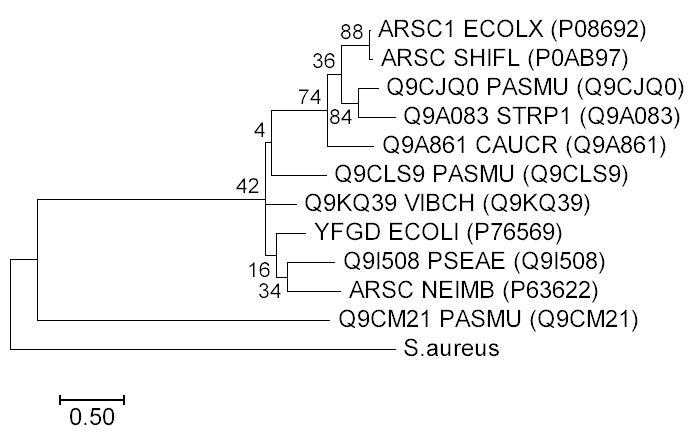 88 ARSC1 ECOLX (P08692)
ARSC SHIFL (P0AB97)
36
Q9CJQ0 PASMU (Q9CJQ0)
74
84 Q9A083 STRP1 (Q9A083)
4
Q9A861 CAUCR (Q9A861)
Q9CLS9 PASMU (Q9CLS9)
42
Q9KQ39 VIBCH (Q9KQ39)
YFGD ECOLI (P76569)
16 Q9I508 PSEAE (Q9I508)
34 ARSC NEIMB (P63622)
Q9CM21 PASMU (Q9CM21)
S.aureus
0.50